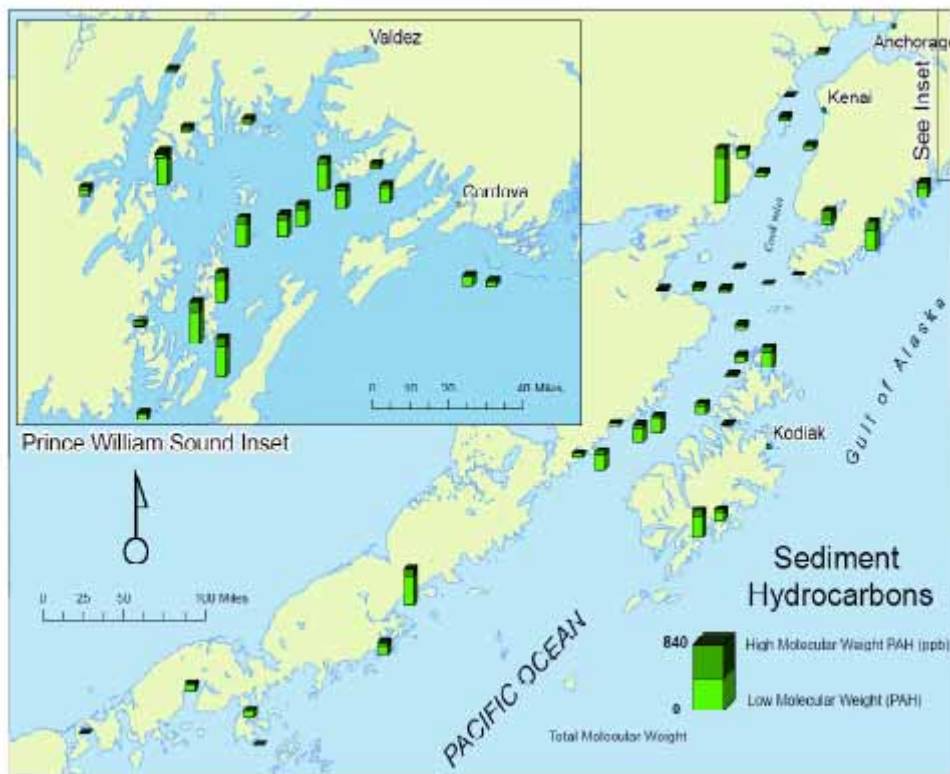 Valdez
Cordova
0 10 20 40 Miles
Prince William Sound Inset
Anchorage
Kenai
See Inset
Cook Inlet
Gulf of Alaska
Kodiak
0 25 50 100 Miles
PACIFIC OCEAN
Sediment
Hydrocarbons
840
High Molecular Weight PAH (ppb)
0
Low Molecular Weight (PAH)
Total Molecular Weight